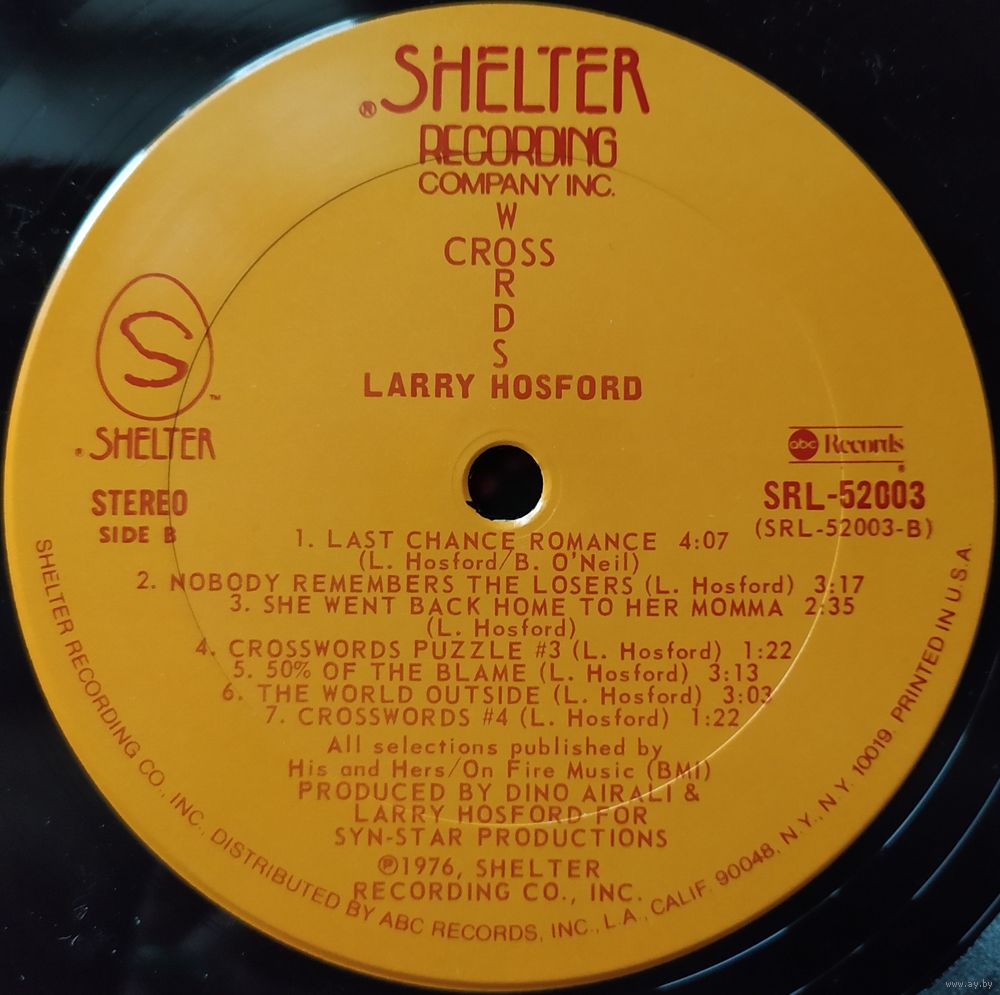 ® SHELTER
RECORDING
COMPANY INC.
CROSS
WORDS
LARRY HOSFORD
S
™
® SHELTER
STEREO
SIDE B
abc Records
®
SRL-52003
(SRL-52003-B)
1. LAST CHANCE ROMANCE 4:07
(L. Hosford/B. O'Neil)
2. NOBODY REMEMBERS THE LOSERS (L. Hosford) 3:17
3. SHE WENT BACK HOME TO HER MOMMA 2:35
(L. Hosford)
4. CROSSWORDS PUZZLE #3 (L. Hosford) 1:22
5. 50% OF THE BLAME (L. Hosford) 3:13
6. THE WORLD OUTSIDE (L. Hosford) 3:03
7. CROSSWORDS #4 (L. Hosford) 1:22
All selections published by
His and Hers/On Fire Music (BMI)
PRODUCED BY DINO AIRALI &
LARRY HOSFORD FOR
SYN-STAR PRODUCTIONS
℗1976, SHELTER
RECORDING CO., INC.
SHELTER RECORDING CO., INC., DISTRIBUTED BY ABC RECORDS, INC., L.A., CALIF. 90048, N.Y., N.Y. 10019. PRINTED IN U.S.A.
www.ay.by